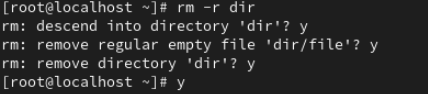 [root@localhost ~]# rm -r dir
rm: descend into directory 'dir'? y
rm: remove regular empty file 'dir/file'? y
rm: remove directory 'dir'? y
[root@localhost ~]# y